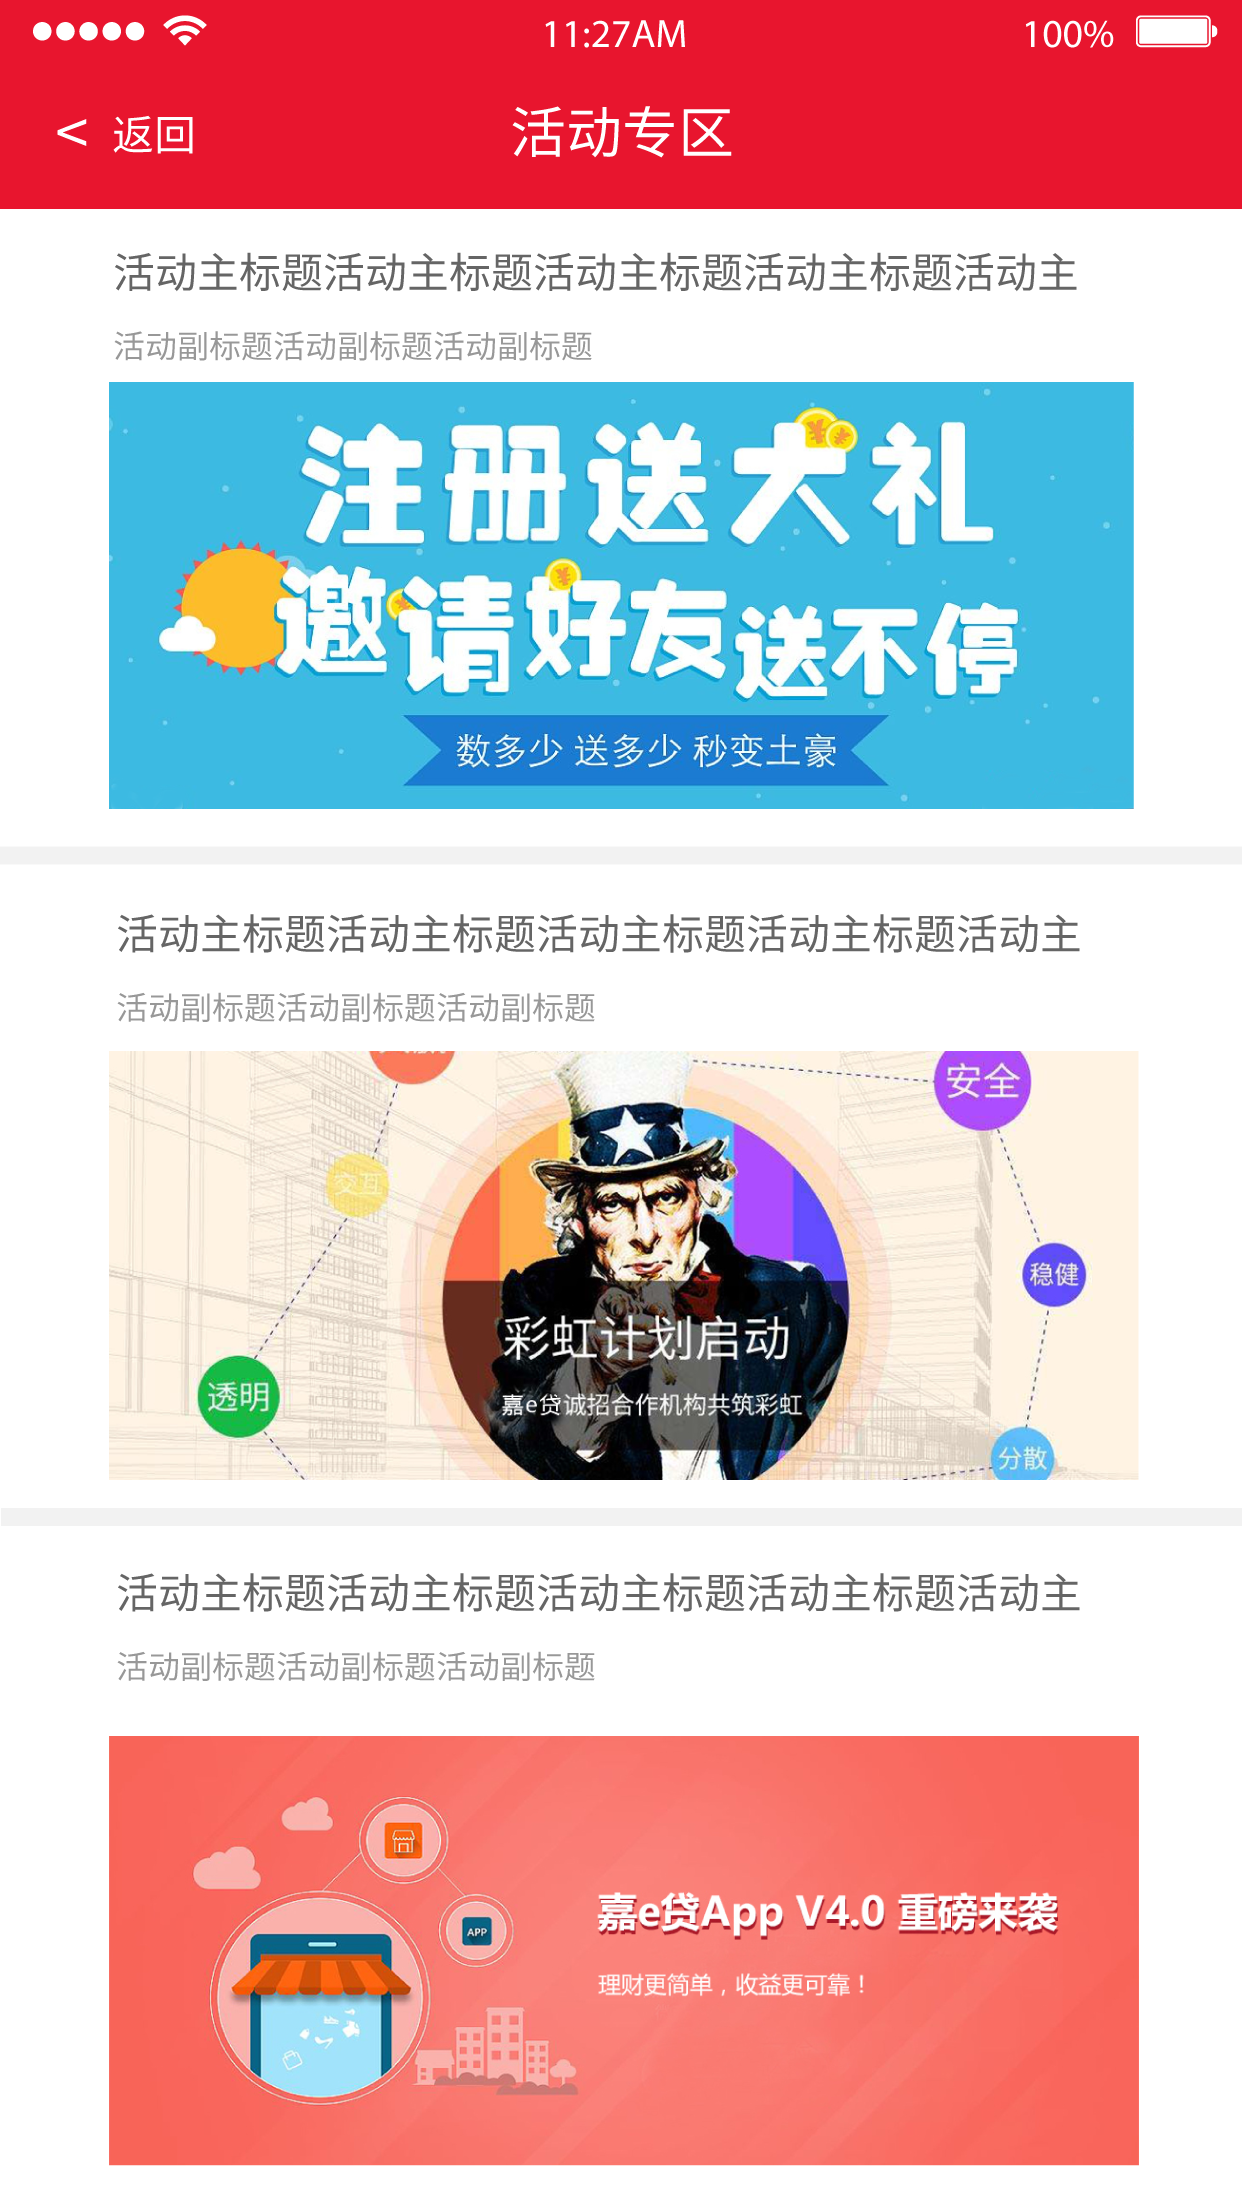 11:27AM
100%
< 返回
活动专区
活动主标题活动主标题活动主标题活动主标题活动主
活动副标题活动副标题活动副标题
注册送大礼
邀请好友送不停
数多少 送多少 秒变土豪
活动主标题活动主标题活动主标题活动主标题活动主
活动副标题活动副标题活动副标题
安全
交互
稳健
彩虹计划启动
透明
嘉e贷诚招合作机构共筑彩虹
分散
活动主标题活动主标题活动主标题活动主标题活动主
活动副标题活动副标题活动副标题
嘉e贷App V4.0 重磅来袭
APP
理财更简单，收益更可靠！